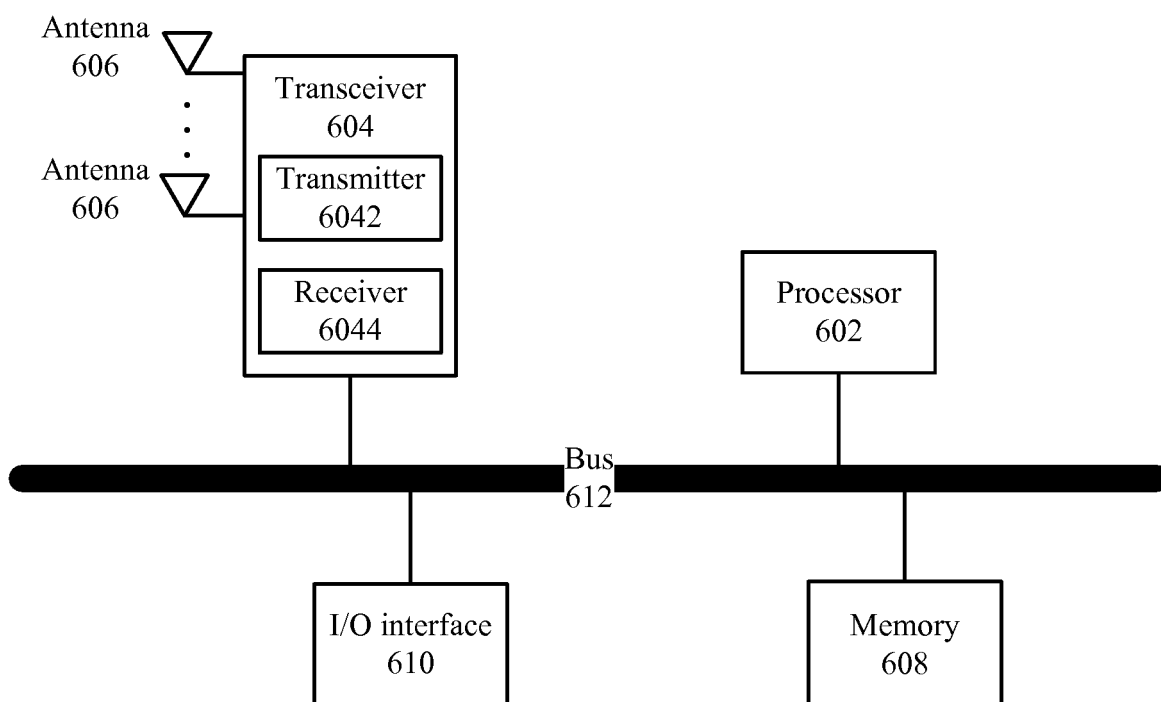 Antenna
606
Transceiver
604
Antenna
606
Transmitter
6042
Receiver
6044
Processor
602
Bus
612
I/O interface
610
Memory
608